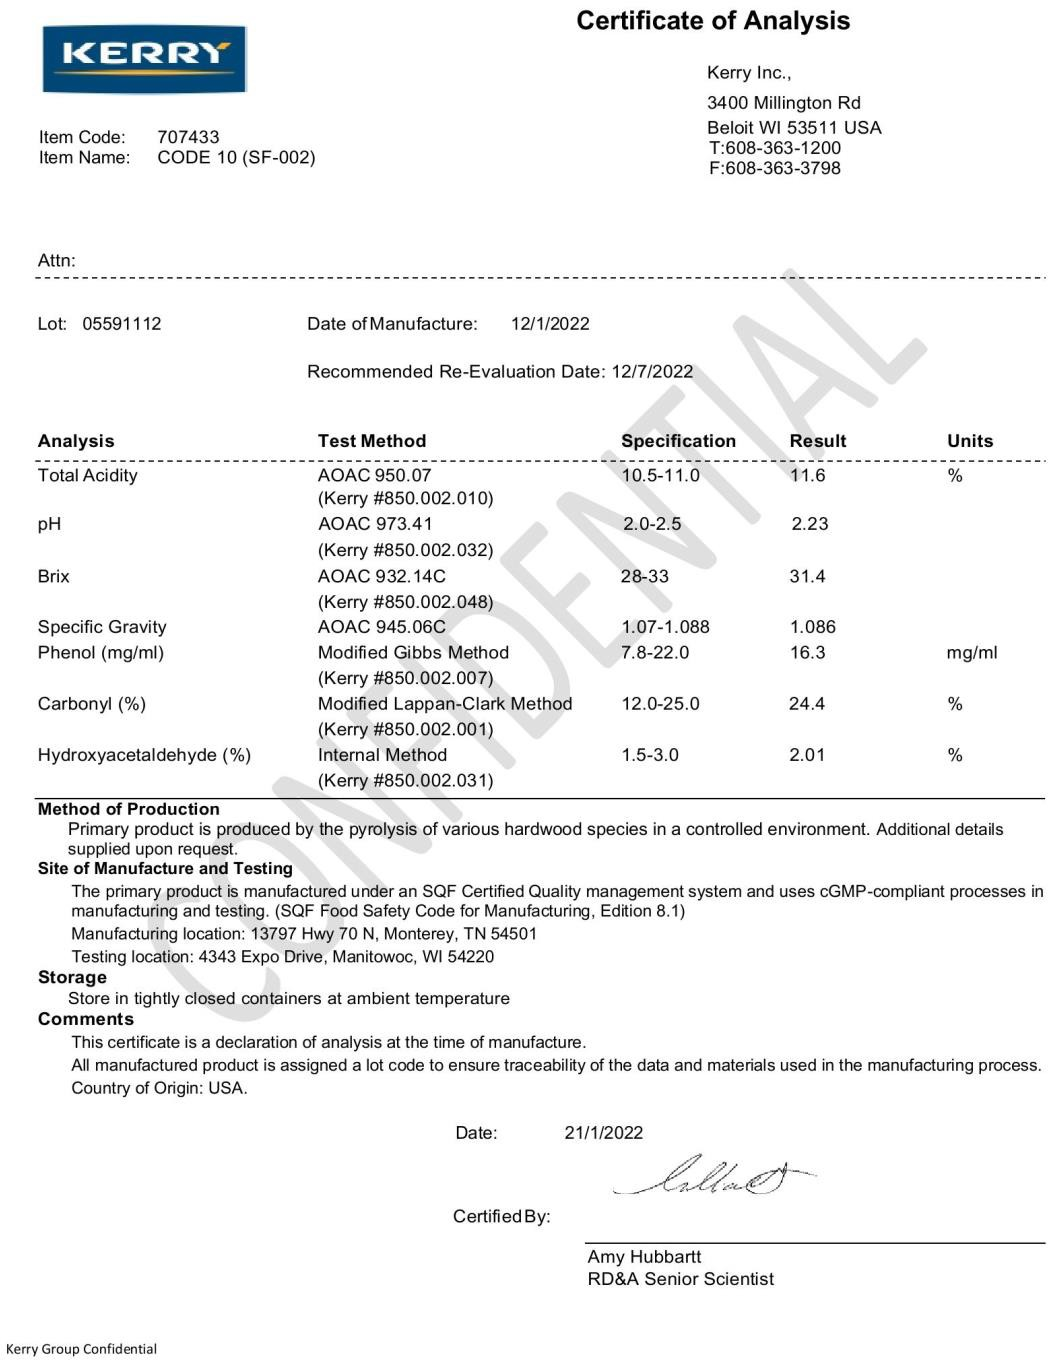 Certificate of Analysis
KERRY
Kerry Inc.,
3400 Millington Rd
Beloit WI 53511 USA
T:608-363-1200
F:608-363-3798
Item Code: 707433
Item Name: CODE 10 (SF-002)
Attn:
Lot: 05591112 Date of Manufacture: 12/1/2022
Recommended Re-Evaluation Date: 12/7/2022
Analysis Test Method Specification Result Units
Total Acidity AOAC 950.07 10.5-11.0 11.6 %
(Kerry #850.002.010)
pH AOAC 973.41 2.0-2.5 2.23
(Kerry #850.002.032)
Brix AOAC 932.14C 28-33 31.4
(Kerry #850.002.048)
Specific Gravity AOAC 945.06C 1.07-1.088 1.086
Phenol (mg/ml) Modified Gibbs Method 7.8-22.0 16.3 mg/ml
(Kerry #850.002.007)
Carbonyl (%) Modified Lappan-Clark Method 12.0-25.0 24.4 %
(Kerry #850.002.001)
Hydroxyacetaldehyde (%) Internal Method 1.5-3.0 2.01 %
(Kerry #850.002.031)
CONFIDENTIAL
Method of Production
Primary product is produced by the pyrolysis of various hardwood species in a controlled environment. Additional details
supplied upon request.
Site of Manufacture and Testing
The primary product is manufactured under an SQF Certified Quality management system and uses cGMP-compliant processes in
manufacturing and testing. (SQF Food Safety Code for Manufacturing, Edition 8.1)
Manufacturing location: 13797 Hwy 70 N, Monterey, TN 54501
Testing location: 4343 Expo Drive, Manitowoc, WI 54220
Storage
Store in tightly closed containers at ambient temperature
Comments
This certificate is a declaration of analysis at the time of manufacture.
All manufactured product is assigned a lot code to ensure traceability of the data and materials used in the manufacturing process.
Country of Origin: USA.
Date: 21/1/2022
Certified By:
Amy Hubbartt
RD&A Senior Scientist
Kerry Group Confidential